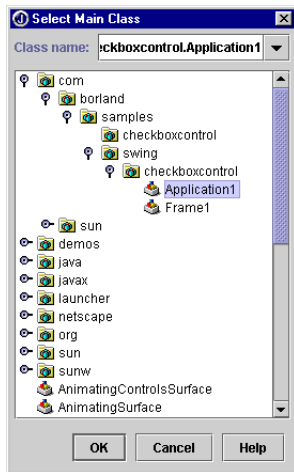 Select Main Class
Class name: ckboxcontrol.Application1
com
borland
samples
checkboxcontrol
swing
checkboxcontrol
Application1
Frame1
sun
demos
java
javax
launcher
netscape
org
sun
sunw
AnimatingControlsSurface
AnimatingSurface
OK Cancel Help